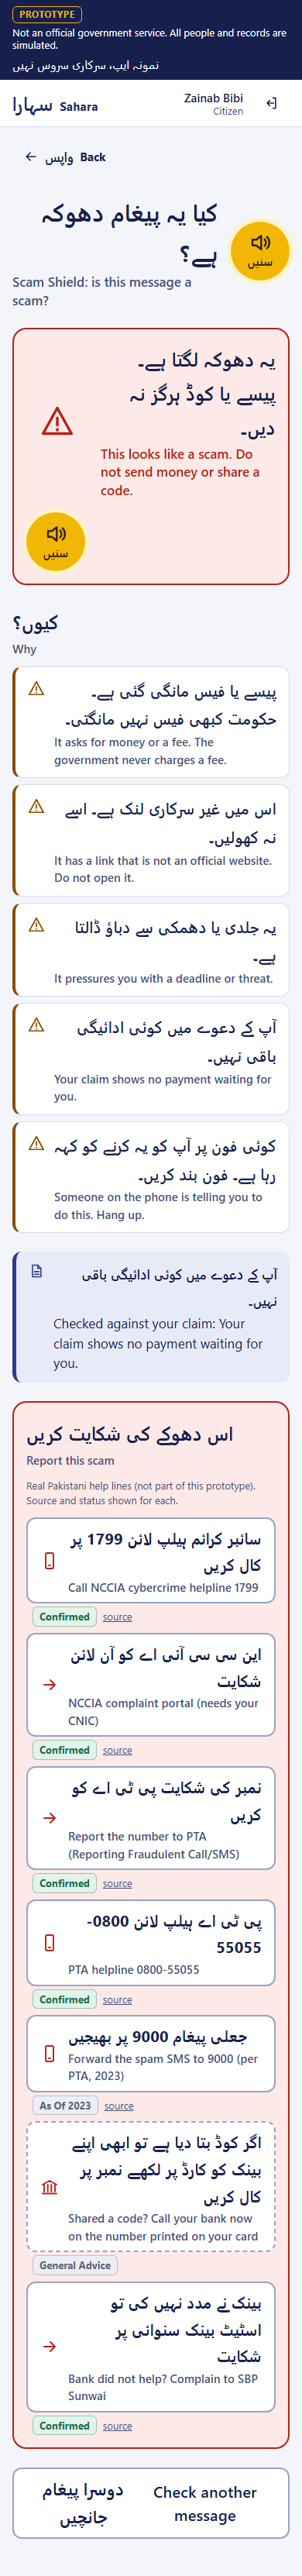 PROTOTYPE
Not an official government service. All people and records are
simulated.
نمونہ ایپ، سرکاری سروس نہیں
سہارا Sahara
Zainab Bibi
Citizen
واپس Back
کیا یہ پیغام دھوکہ
ہے؟
Scam Shield: is this message a
scam?
سنیں
یہ دھوکہ لگتا ہے۔
پیسے یا کوڈ ہرگز نہ
دیں۔
This looks like a scam. Do
not send money or share a
code.
سنیں
کیوں؟
Why
پیسے یا فیس مانگی گئی ہے۔
حکومت کبھی فیس نہیں مانگتی۔
It asks for money or a fee. The
government never charges a fee.
اس میں غیر سرکاری لنک ہے۔ اسے
نہ کھولیں۔
It has a link that is not an official website.
Do not open it.
یہ جلدی یا دھمکی سے دباؤ ڈالتا
ہے۔
It pressures you with a deadline or threat.
آپ کے دعوے میں کوئی ادائیگی
باقی نہیں۔
Your claim shows no payment waiting for
you.
کوئی فون پر آپ کو یہ کرنے کو کہہ
رہا ہے۔ فون بند کریں۔
Someone on the phone is telling you to
do this. Hang up.
آپ کے دعوے میں کوئی ادائیگی باقی
نہیں۔
Checked against your claim: Your
claim shows no payment waiting for
you.
اس دھوکے کی شکایت کریں
Report this scam
Real Pakistani help lines (not part of this prototype).
Source and status shown for each.
سائبر کرائم ہیلپ لائن 1799 پر
کال کریں
Call NCCIA cybercrime helpline 1799
Confirmed source
این سی سی آئی اے کو آن لائن
شکایت
NCCIA complaint portal (needs your
CNIC)
Confirmed source
نمبر کی شکایت پی ٹی اے کو
کریں
Report the number to PTA
(Reporting Fraudulent Call/SMS)
Confirmed source
پی ٹی اے ہیلپ لائن 0800-
55055
PTA helpline 0800-55055
Confirmed source
جعلی پیغام 9000 پر بھیجیں
Forward the spam SMS to 9000 (per
PTA, 2023)
As Of 2023 source
اگر کوڈ بتا دیا ہے تو ابھی اپنے
بینک کو کارڈ پر لکھے نمبر پر
کال کریں
Shared a code? Call your bank now
on the number printed on your card
General Advice
بینک نے مدد نہیں کی تو
اسٹیٹ بینک سنوائی پر
شکایت
Bank did not help? Complain to SBP
Sunwai
Confirmed source
دوسرا پیغام
جانچیں
Check another
message